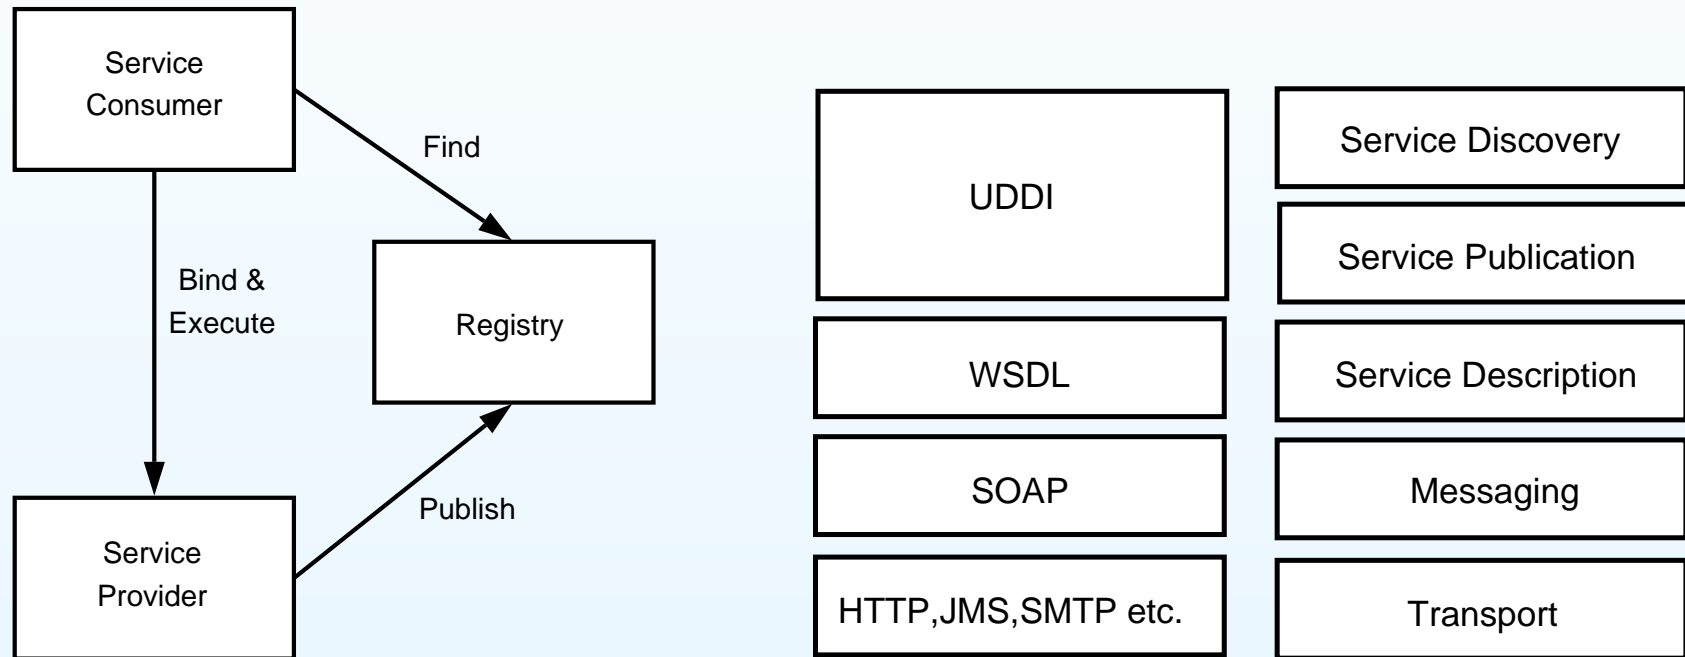 Service
Consumer
Find
Bind &
Execute
Registry
Publish
Service
Provider
UDDI
WSDL
SOAP
HTTP,JMS,SMTP etc.
Service Discovery
Service Publication
Service Description
Messaging
Transport